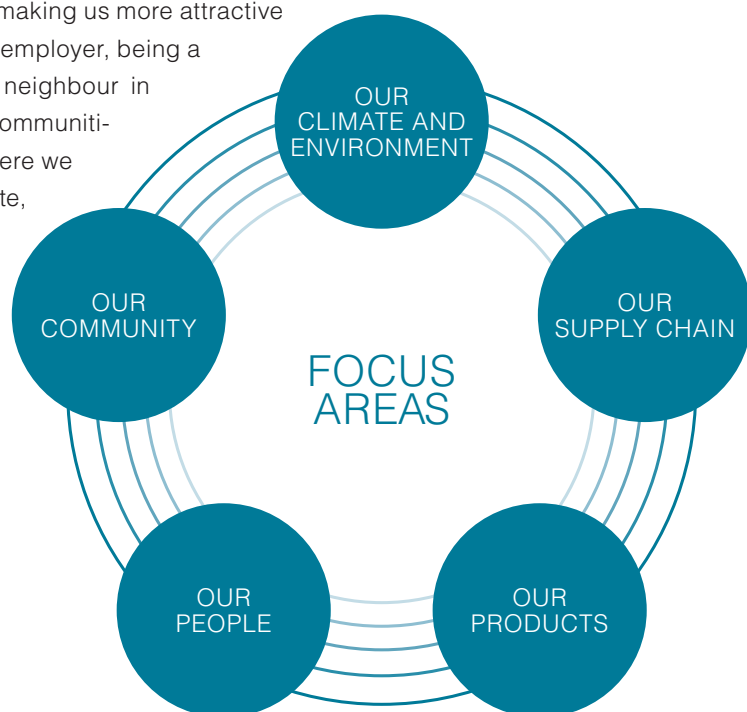 making us more attractive
employer, being a
neighbour in
ommuniti-
ere we
te,
OUR
CLIMATE AND
ENVIRONMENT
OUR
COMMUNITY
OUR
SUPPLY CHAIN
FOCUS
AREAS
OUR
PEOPLE
OUR
PRODUCTS